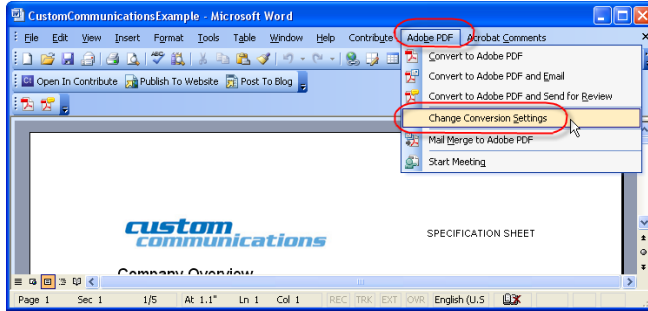 CustomCommunicationsExample - Microsoft Word
File Edit View Insert Format Tools Table Window Help Contribute Adobe PDF Acrobat Comments
Convert to Adobe PDF
Open In Contribute Publish To Website Post To Blog
Convert to Adobe PDF and Email
Convert to Adobe PDF and Send for Review
Change Conversion Settings
Mail Merge to Adobe PDF
Start Meeting
custom
communications
SPECIFICATION SHEET
Company Overview
Page 1 Sec 1 1/5 At 1.1" Ln 1 Col 1 REC TRK EXT OVR English (U.S